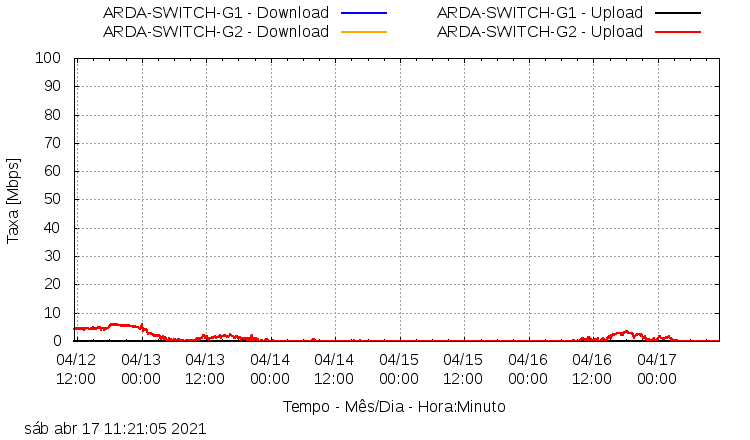 ARDA-SWITCH-G1 - Download ARDA-SWITCH-G1 - Upload
ARDA-SWITCH-G2 - Download ARDA-SWITCH-G2 - Upload
100
90
80
70
60
50
40
30
20
10
0
Taxa [Mbps]
04/12 04/13 04/13 04/14 04/14 04/15 04/15 04/16 04/16 04/17
12:00 00:00 12:00 00:00 12:00 00:00 12:00 00:00 12:00 00:00
Tempo - Mês/Dia - Hora:Minuto
sáb abr 17 11:21:05 2021